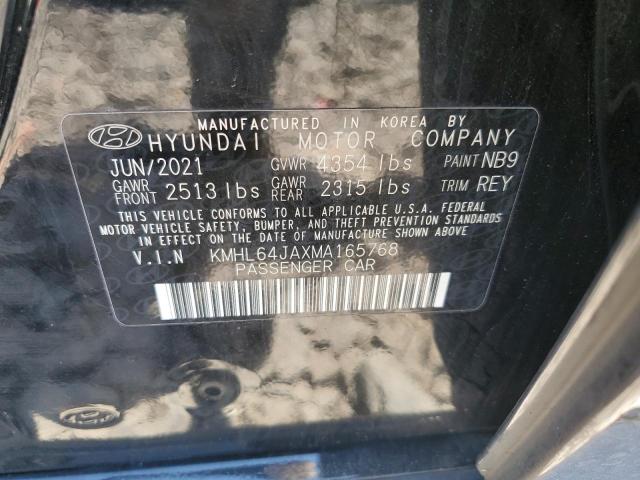 MANUFACTURED IN KOREA BY
HYUNDAI MOTOR COMPANY
JUN/2021 GVWR 4354 lbs PAINT NB9
GAWR FRONT 2513 lbs GAWR REAR 2315 lbs TRIM REY
THIS VEHICLE CONFORMS TO ALL APPLICABLE U.S.A. FEDERAL
MOTOR VEHICLE SAFETY, BUMPER, AND THEFT PREVENTION STANDARDS
IN EFFECT ON THE DATE OF MANUFACTURE SHOWN ABOVE.
V.I.N KMHL64JAXMA165768
PASSENGER CAR